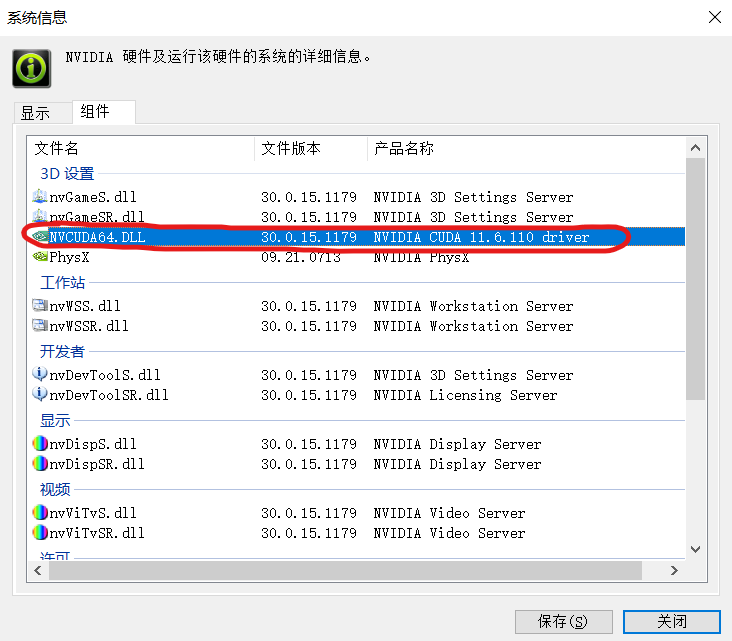 系统信息
NVIDIA 硬件及运行该硬件的系统的详细信息。
显示 组件
文件名 文件版本 产品名称
3D 设置
nvGameS.dll 30.0.15.1179 NVIDIA 3D Settings Server
nvGameSR.dll 30.0.15.1179 NVIDIA 3D Settings Server
NVCUDA64.DLL 30.0.15.1179 NVIDIA CUDA 11.6.110 driver
PhysX 09.21.0713 NVIDIA PhysX
工作站
nvWSS.dll 30.0.15.1179 NVIDIA Workstation Server
nvWSSR.dll 30.0.15.1179 NVIDIA Workstation Server
开发者
nvDevToolS.dll 30.0.15.1179 NVIDIA 3D Settings Server
nvDevToolSR.dll 30.0.15.1179 NVIDIA Licensing Server
显示
nvDispS.dll 30.0.15.1179 NVIDIA Display Server
nvDispSR.dll 30.0.15.1179 NVIDIA Display Server
视频
nvViTvS.dll 30.0.15.1179 NVIDIA Video Server
nvViTvSR.dll 30.0.15.1179 NVIDIA Video Server
许可
保存(S) 关闭